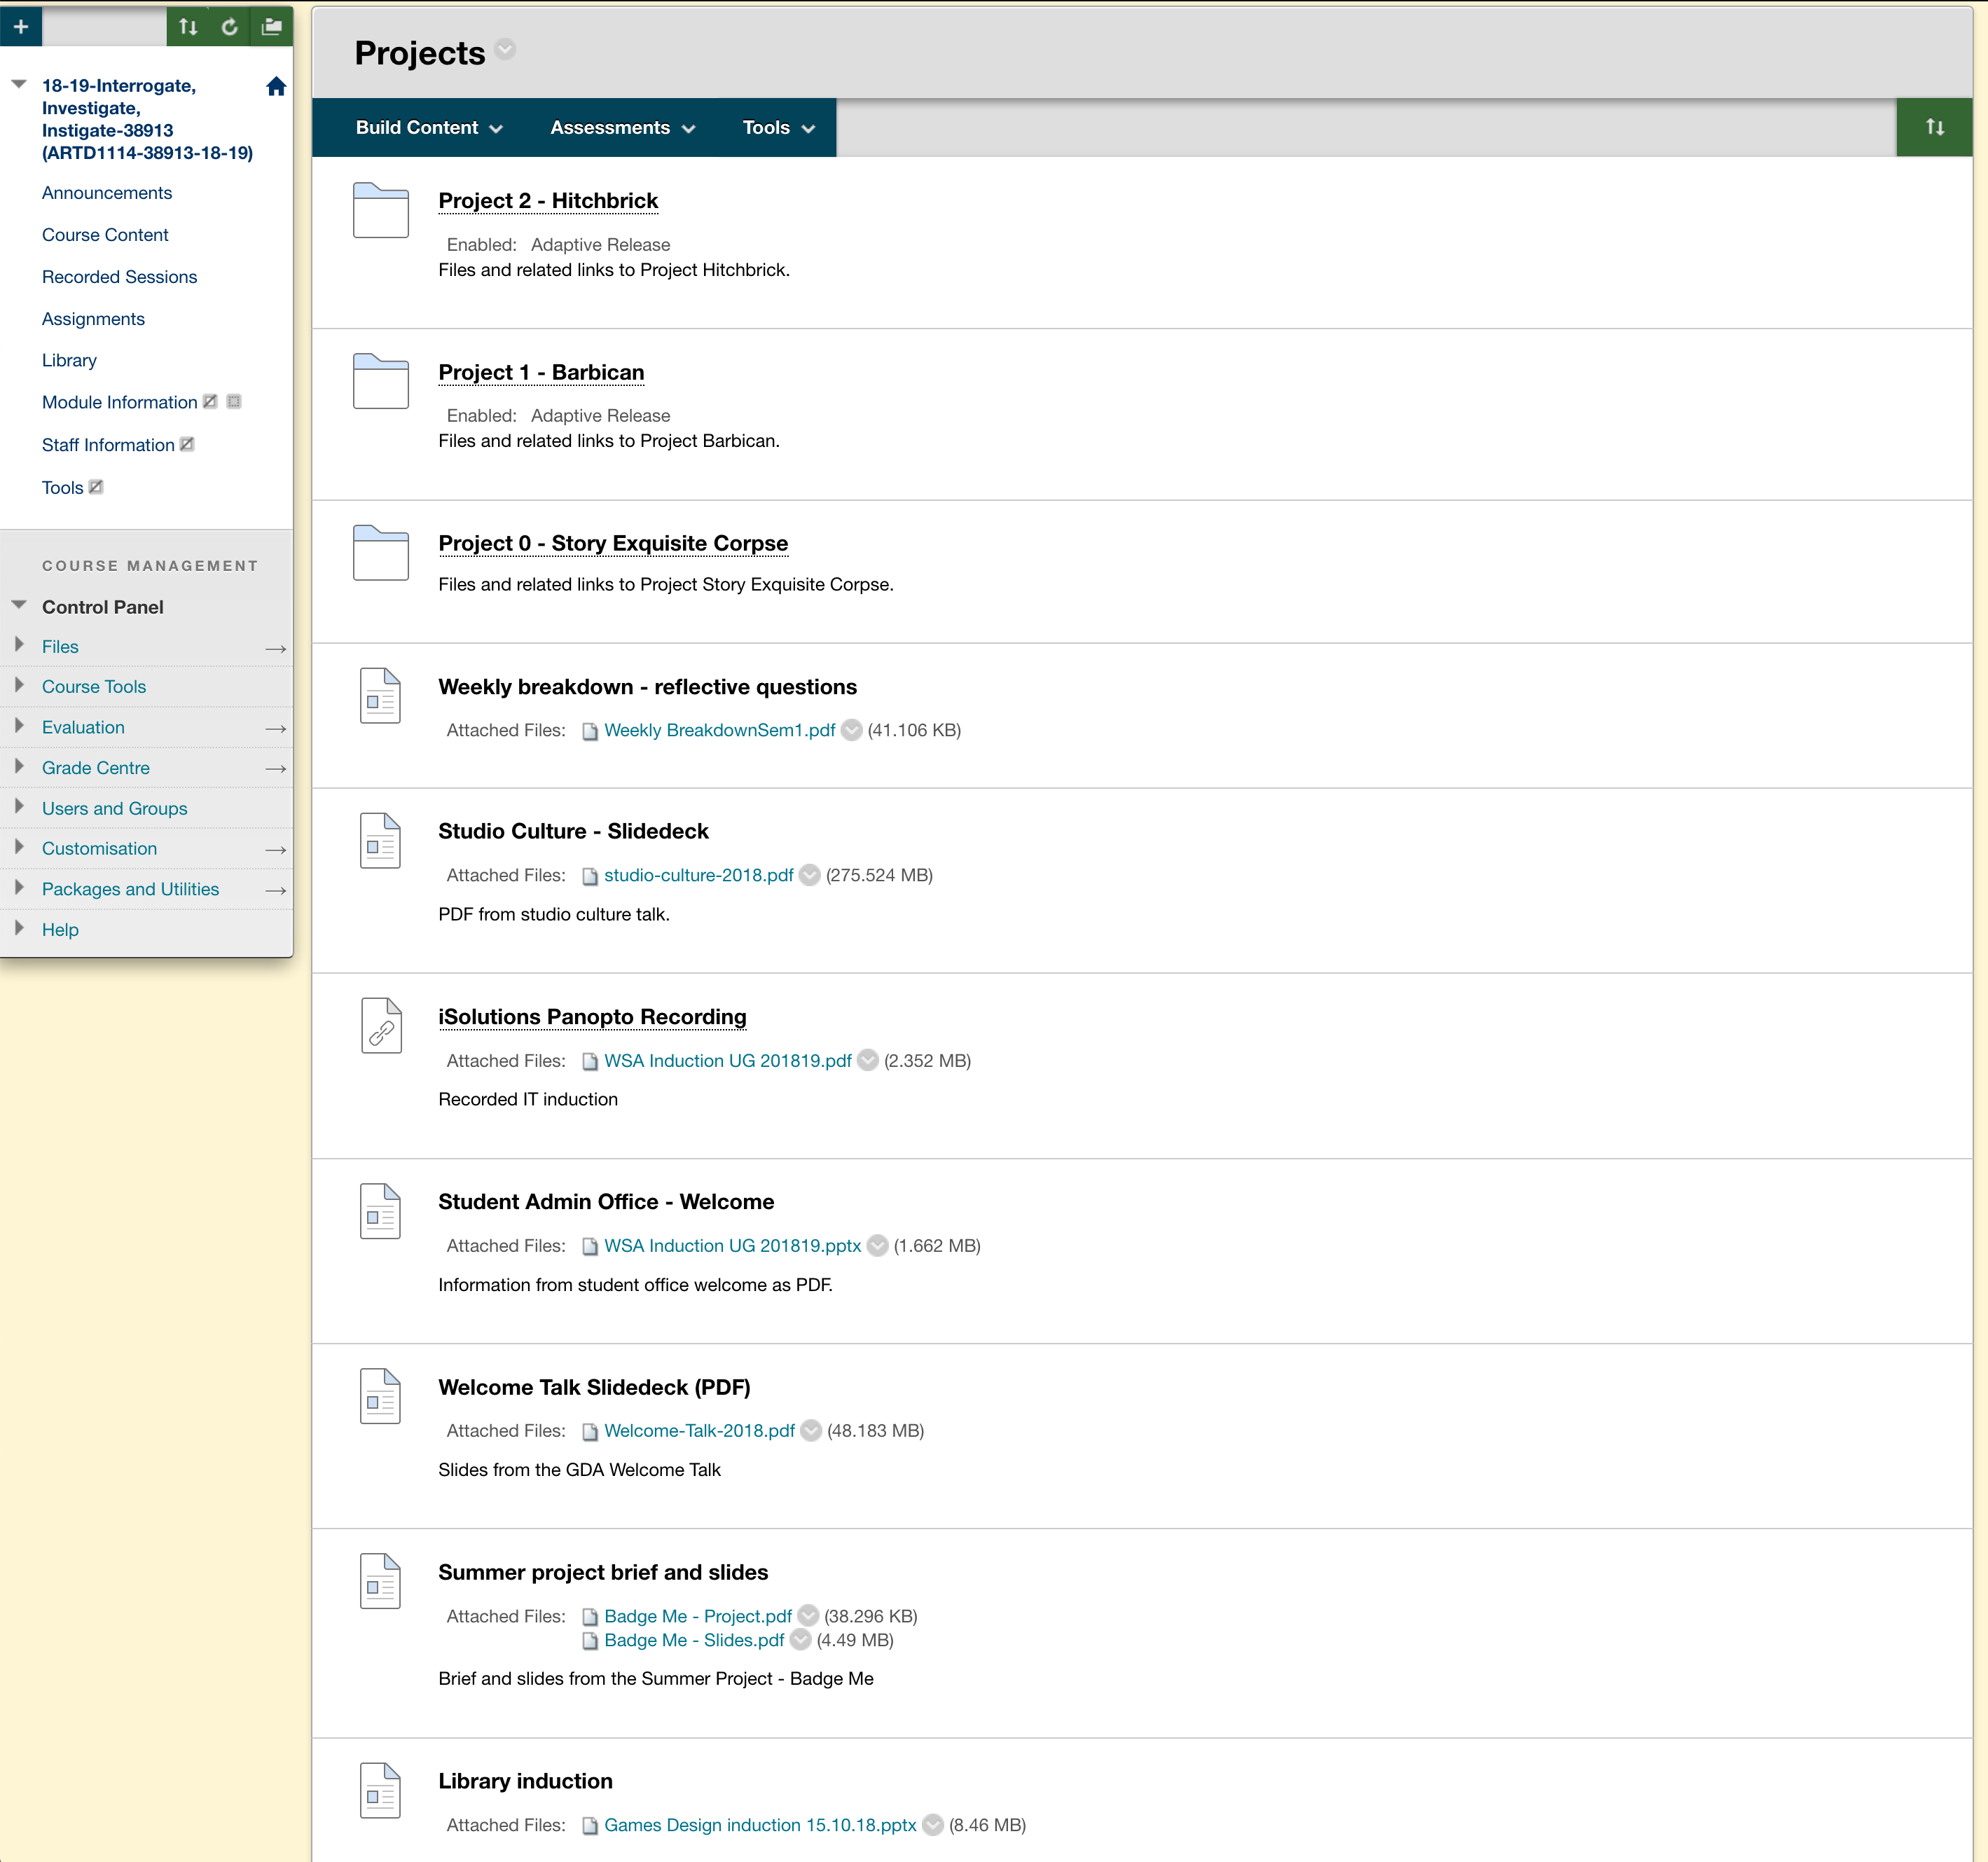 18-19-Interrogate,
Investigate,
Instigate-38913
(ARTD1114-38913-18-19)
Announcements
Course Content
Recorded Sessions
Assignments
Library
Module Information
Staff Information
Tools
COURSE MANAGEMENT
Control Panel
Files
Course Tools
Evaluation
Grade Centre
Users and Groups
Customisation
Packages and Utilities
Help
Projects
Build Content Assessments Tools
Project 2 - Hitchbrick
Enabled: Adaptive Release
Files and related links to Project Hitchbrick.
Project 1 - Barbican
Enabled: Adaptive Release
Files and related links to Project Barbican.
Project 0 - Story Exquisite Corpse
Files and related links to Project Story Exquisite Corpse.
Weekly breakdown - reflective questions
Attached Files: Weekly BreakdownSem1.pdf (41.106 KB)
Studio Culture - Slidedeck
Attached Files: studio-culture-2018.pdf (275.524 MB)
PDF from studio culture talk.
iSolutions Panopto Recording
Attached Files: WSA Induction UG 201819.pdf (2.352 MB)
Recorded IT induction
Student Admin Office - Welcome
Attached Files: WSA Induction UG 201819.pptx (1.662 MB)
Information from student office welcome as PDF.
Welcome Talk Slidedeck (PDF)
Attached Files: Welcome-Talk-2018.pdf (48.183 MB)
Slides from the GDA Welcome Talk
Summer project brief and slides
Attached Files: Badge Me - Project.pdf (38.296 KB)
Badge Me - Slides.pdf (4.49 MB)
Brief and slides from the Summer Project - Badge Me
Library induction
Attached Files: Games Design induction 15.10.18.pptx (8.46 MB)